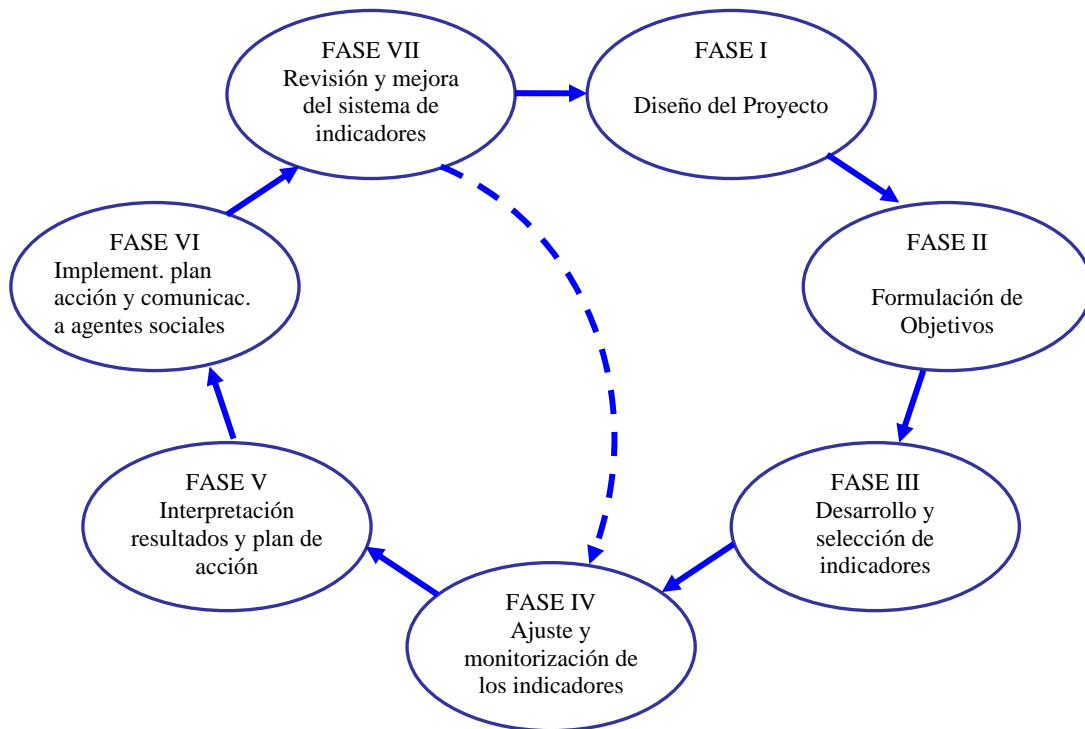 FASE VII
Revisión y mejora
del sistema de
indicadores
FASE I
Diseño del Proyecto
FASE VI
Implement. plan
acción y comunicac.
a agentes sociales
FASE II
Formulación de
Objetivos
FASE V
Interpretación
resultados y plan de
acción
FASE III
Desarrollo y
selección de
indicadores
FASE IV
Ajuste y
monitorización de
los indicadores